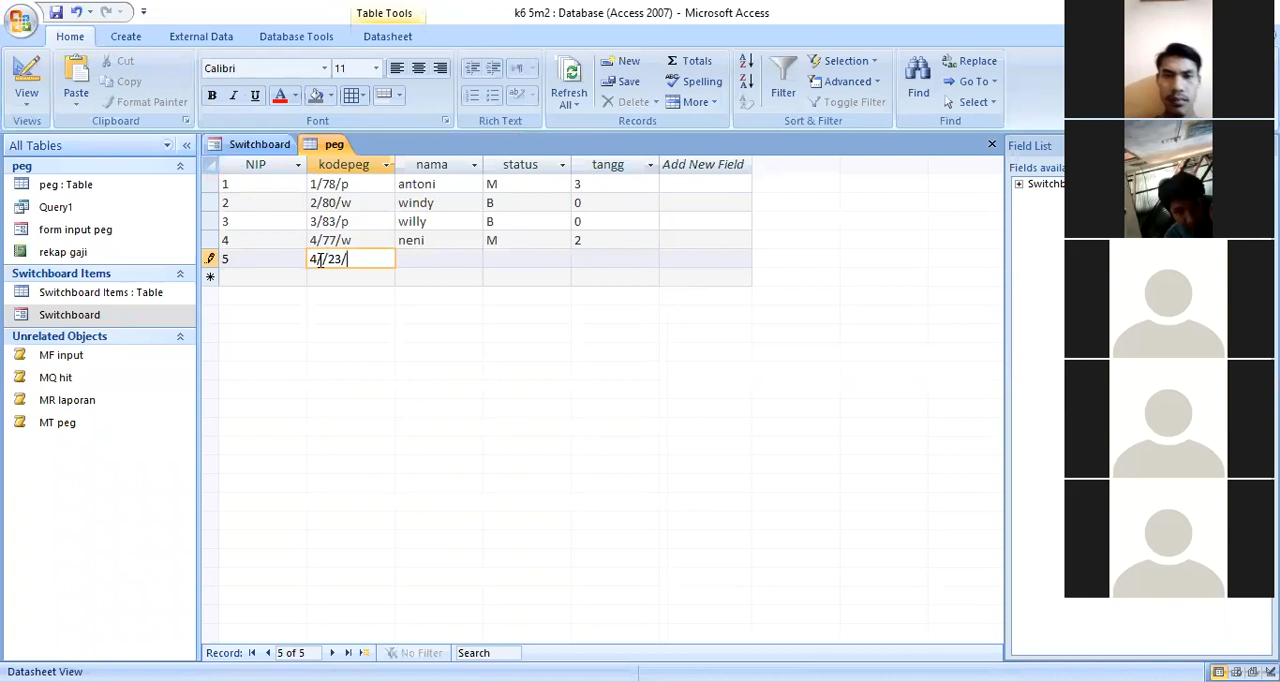 Table Tools
k6 5m2 : Database (Access 2007) - Microsoft Access
Home Create External Data Database Tools Datasheet
View
Views
Paste
Cut
Copy
Format Painter
Clipboard
Calibri 11
B I U A
Font
Rich Text
Refresh All
New
Save
Delete
Totals
Spelling
More
Records
Filter
Selection
Advanced
Toggle Filter
Sort & Filter
Find
Replace
Go To
Select
Find
All Tables
peg
peg : Table
Query1
form input peg
rekap gaji
Switchboard Items
Switchboard Items : Table
Switchboard
Unrelated Objects
MF input
MQ hit
MR laporan
MT peg
Switchboard peg
NIP kodepeg nama status tangg Add New Field
1 1/78/p antoni M 3
2 2/80/w windy B 0
3 3/83/p willy B 0
4 4/77/w neni M 2
5 4//23/
Record: 5 of 5 No Filter Search
Field List
Fields availa
Switchb
Datasheet View